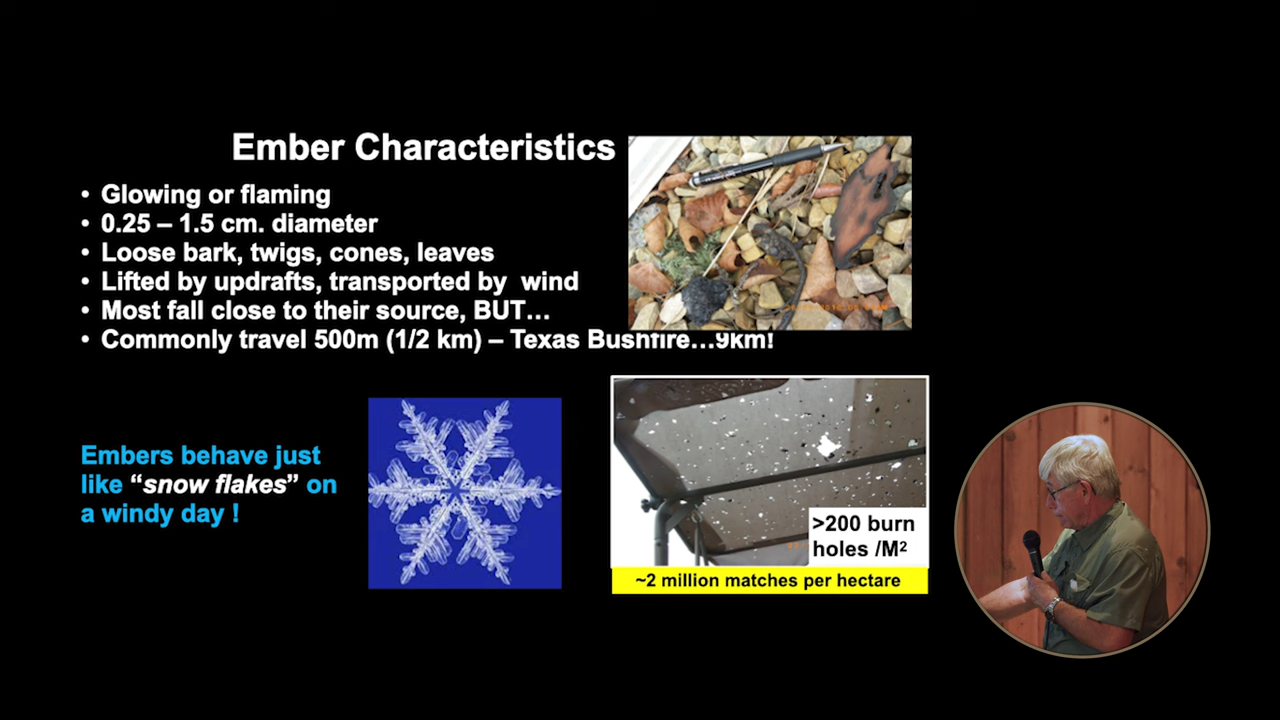 Ember Characteristics
• Glowing or flaming
• 0.25 – 1.5 cm. diameter
• Loose bark, twigs, cones, leaves
• Lifted by updrafts, transported by wind
• Most fall close to their source, BUT...
• Commonly travel 500m (1/2 km) – Texas Bushfire...9km!
Embers behave just
like “snow flakes” on
a windy day !
>200 burn
holes /M²
~2 million matches per hectare